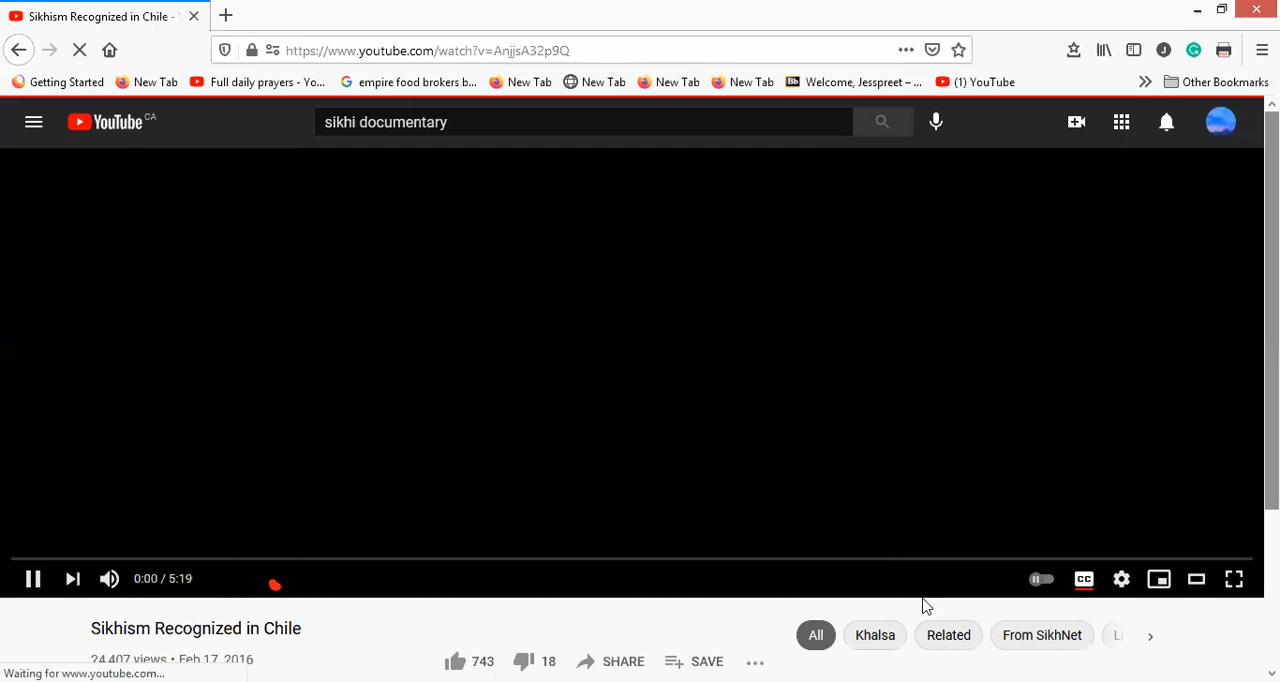 Sikhism Recognized in Chile -
https://www.youtube.com/watch?v=AnjjsA32p9Q
Getting Started New Tab Full daily prayers - Yo... empire food brokers b... New Tab New Tab New Tab New Tab Bb Welcome, Jesspreet – ... (1) YouTube Other Bookmarks
YouTube CA sikhi documentary
0:00 / 5:19 CC
Sikhism Recognized in Chile
All Khalsa Related From SikhNet
24,407 views • Feb 17, 2016
743 18 SHARE SAVE
Waiting for www.youtube.com...